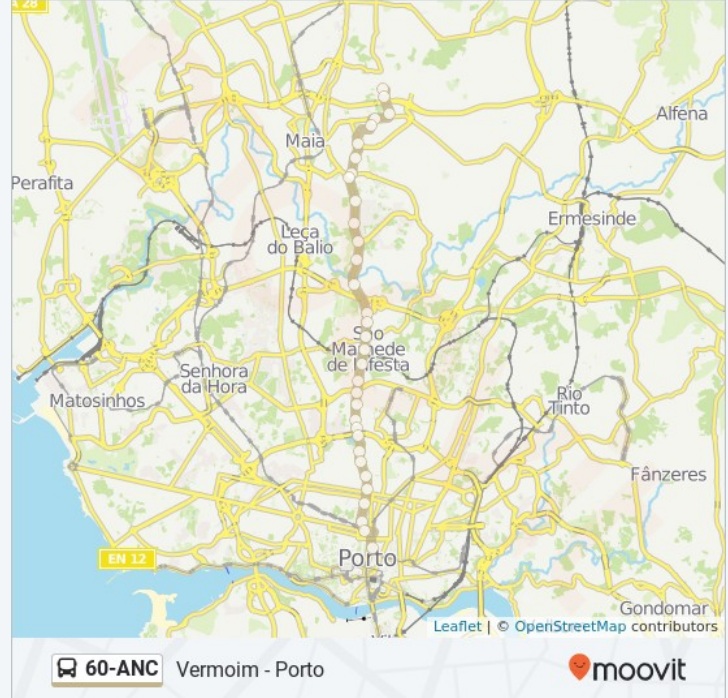 A 28
Alfena
Maia
Perafita
Ermesinde
Leça
do Balio
São
Mamede
de Infesta
Senhora
da Hora
Matosinhos
Rio
Tinto
Fânzeres
EN 12
Porto
Gondomar
Leaflet | © OpenStreetMap contributors
60-ANC Vermoim - Porto moovit